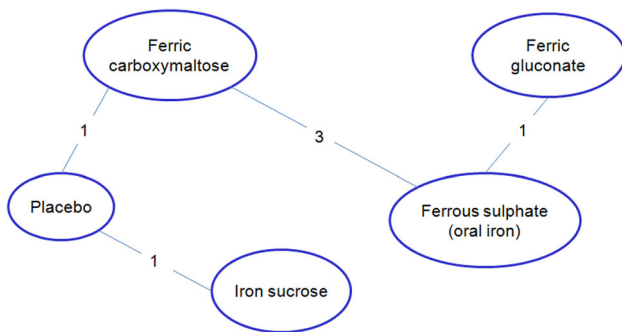 Ferric
carboxymaltose
Ferric
gluconate
1
3
1
Placebo
Ferrous sulphate
(oral iron)
1
Iron sucrose